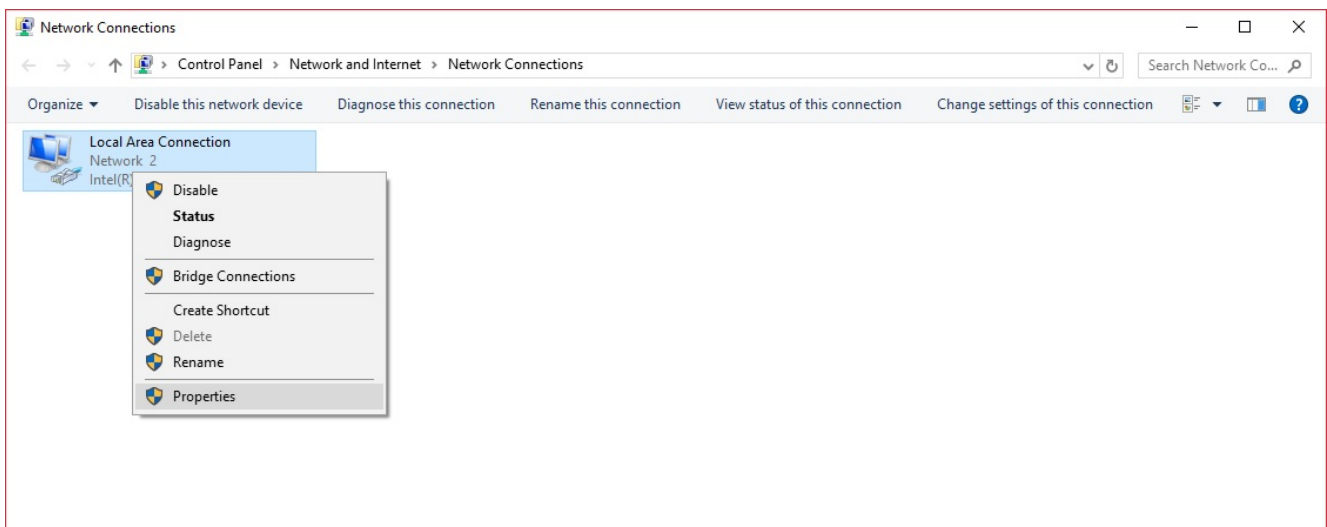 Network Connections
Control Panel > Network and Internet > Network Connections
Search Network Co...
Organize Disable this network device Diagnose this connection Rename this connection View status of this connection Change settings of this connection
Local Area Connection
Network 2
Intel(R)
Disable
Status
Diagnose
Bridge Connections
Create Shortcut
Delete
Rename
Properties